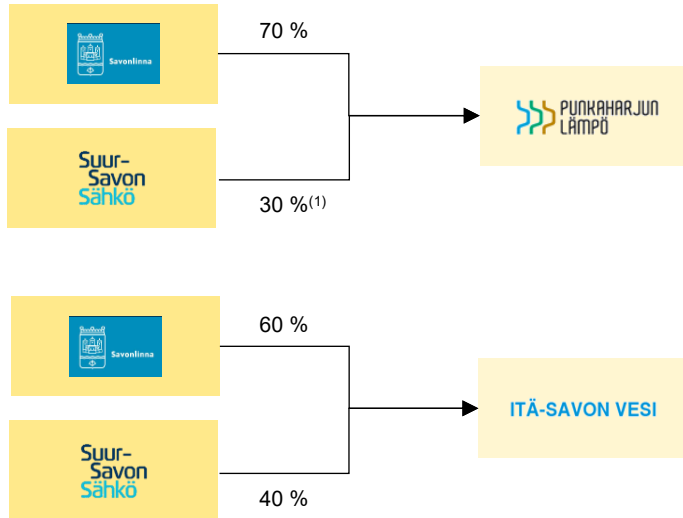 Savonlinna
70 %
PUNKAHARJUN
LÄMPÖ
Suur-
Savon
Sähkö
30 %(1)
Savonlinna
60 %
ITÄ-SAVON VESI
Suur-
Savon
Sähkö
40 %